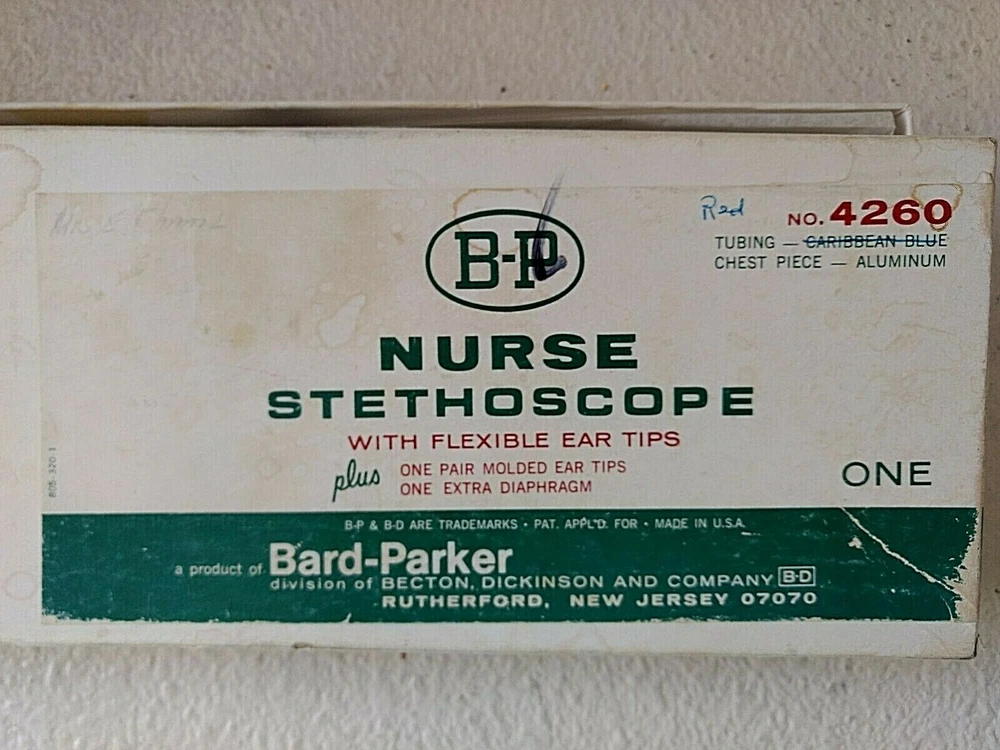 Red
NO. 4260
B-P
TUBING — CARIBBEAN BLUE
CHEST PIECE — ALUMINUM
NURSE
STETHOSCOPE
WITH FLEXIBLE EAR TIPS
plus ONE PAIR MOLDED EAR TIPS
ONE EXTRA DIAPHRAGM
ONE
B-P & B-D ARE TRADEMARKS • PAT. APPL'D. FOR • MADE IN U.S.A.
a product of Bard-Parker
division of BECTON, DICKINSON AND COMPANY B-D
RUTHERFORD, NEW JERSEY 07070